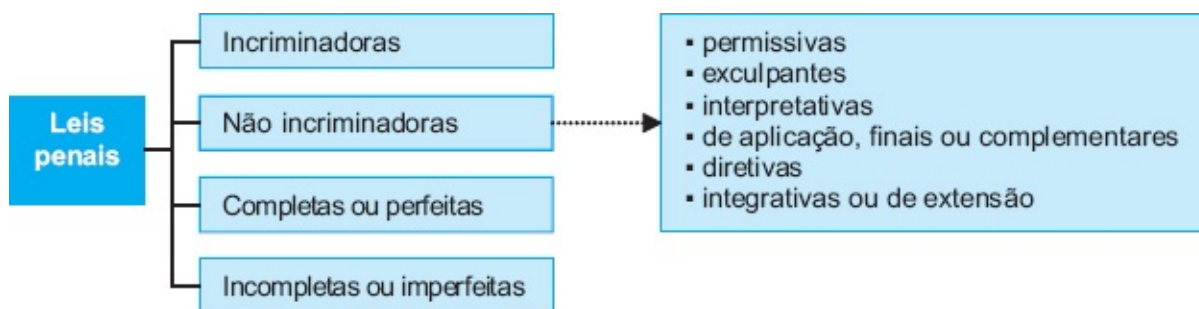 Leis
penais
Incriminadoras
Não incriminadoras
Completas ou perfeitas
Incompletas ou imperfeitas
▪ permissivas
▪ exculpantes
▪ interpretativas
▪ de aplicação, finais ou complementares
▪ diretivas
▪ integrativas ou de extensão